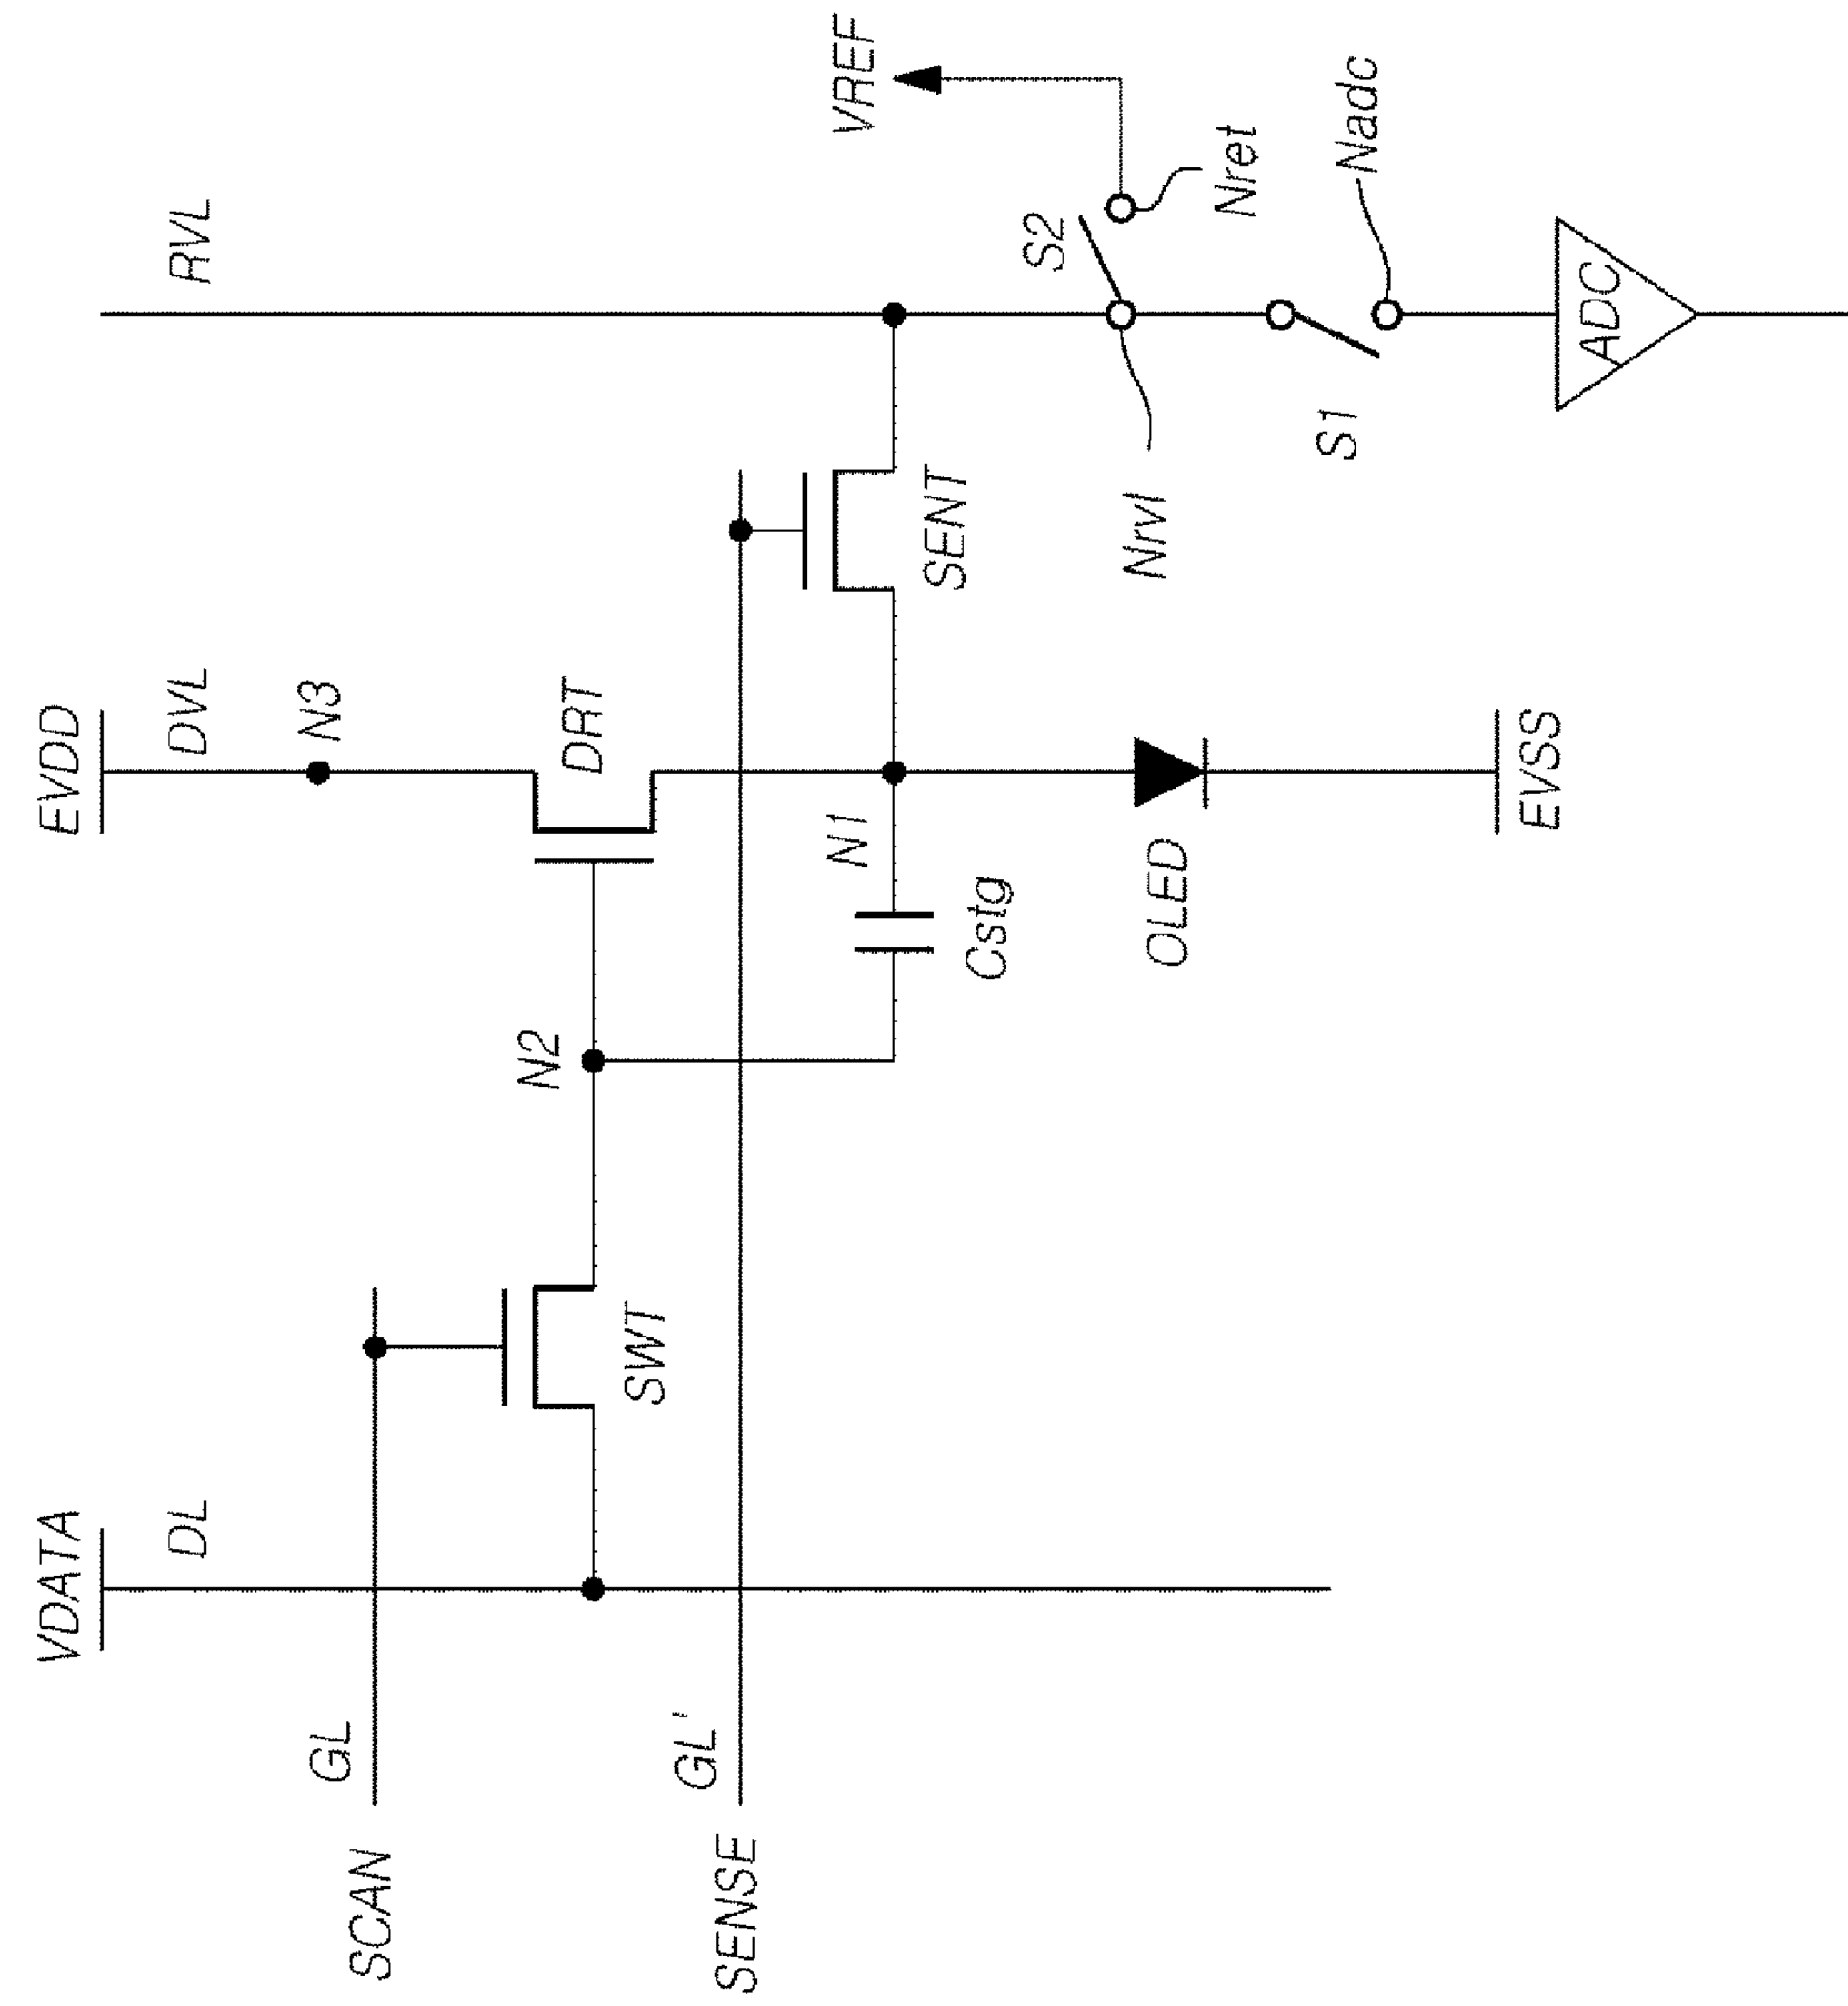 VDATA
EVDD
DL
DVL
RVL
GL
N3
SCAN
N2
DRT
SWT
GL'
SENSE
N1
VREF
SENT
Cstg
S2
Nrvl
OLED
Nret
S1
Nadc
EVSS
ADC